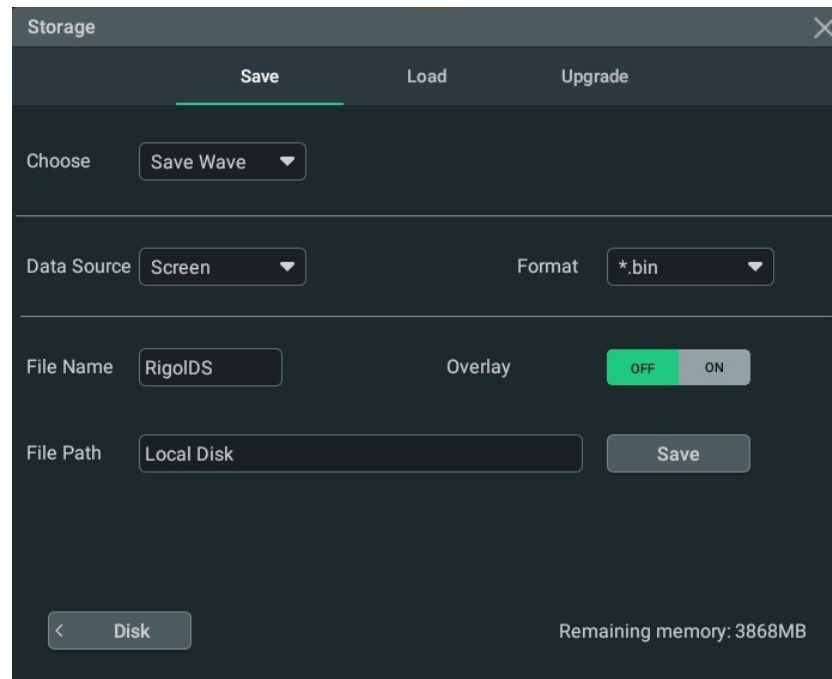 Storage
Save Load Upgrade
Choose Save Wave
Data Source Screen Format *.bin
File Name RigolDS Overlay OFF ON
File Path Local Disk Save
Disk Remaining memory: 3868MB